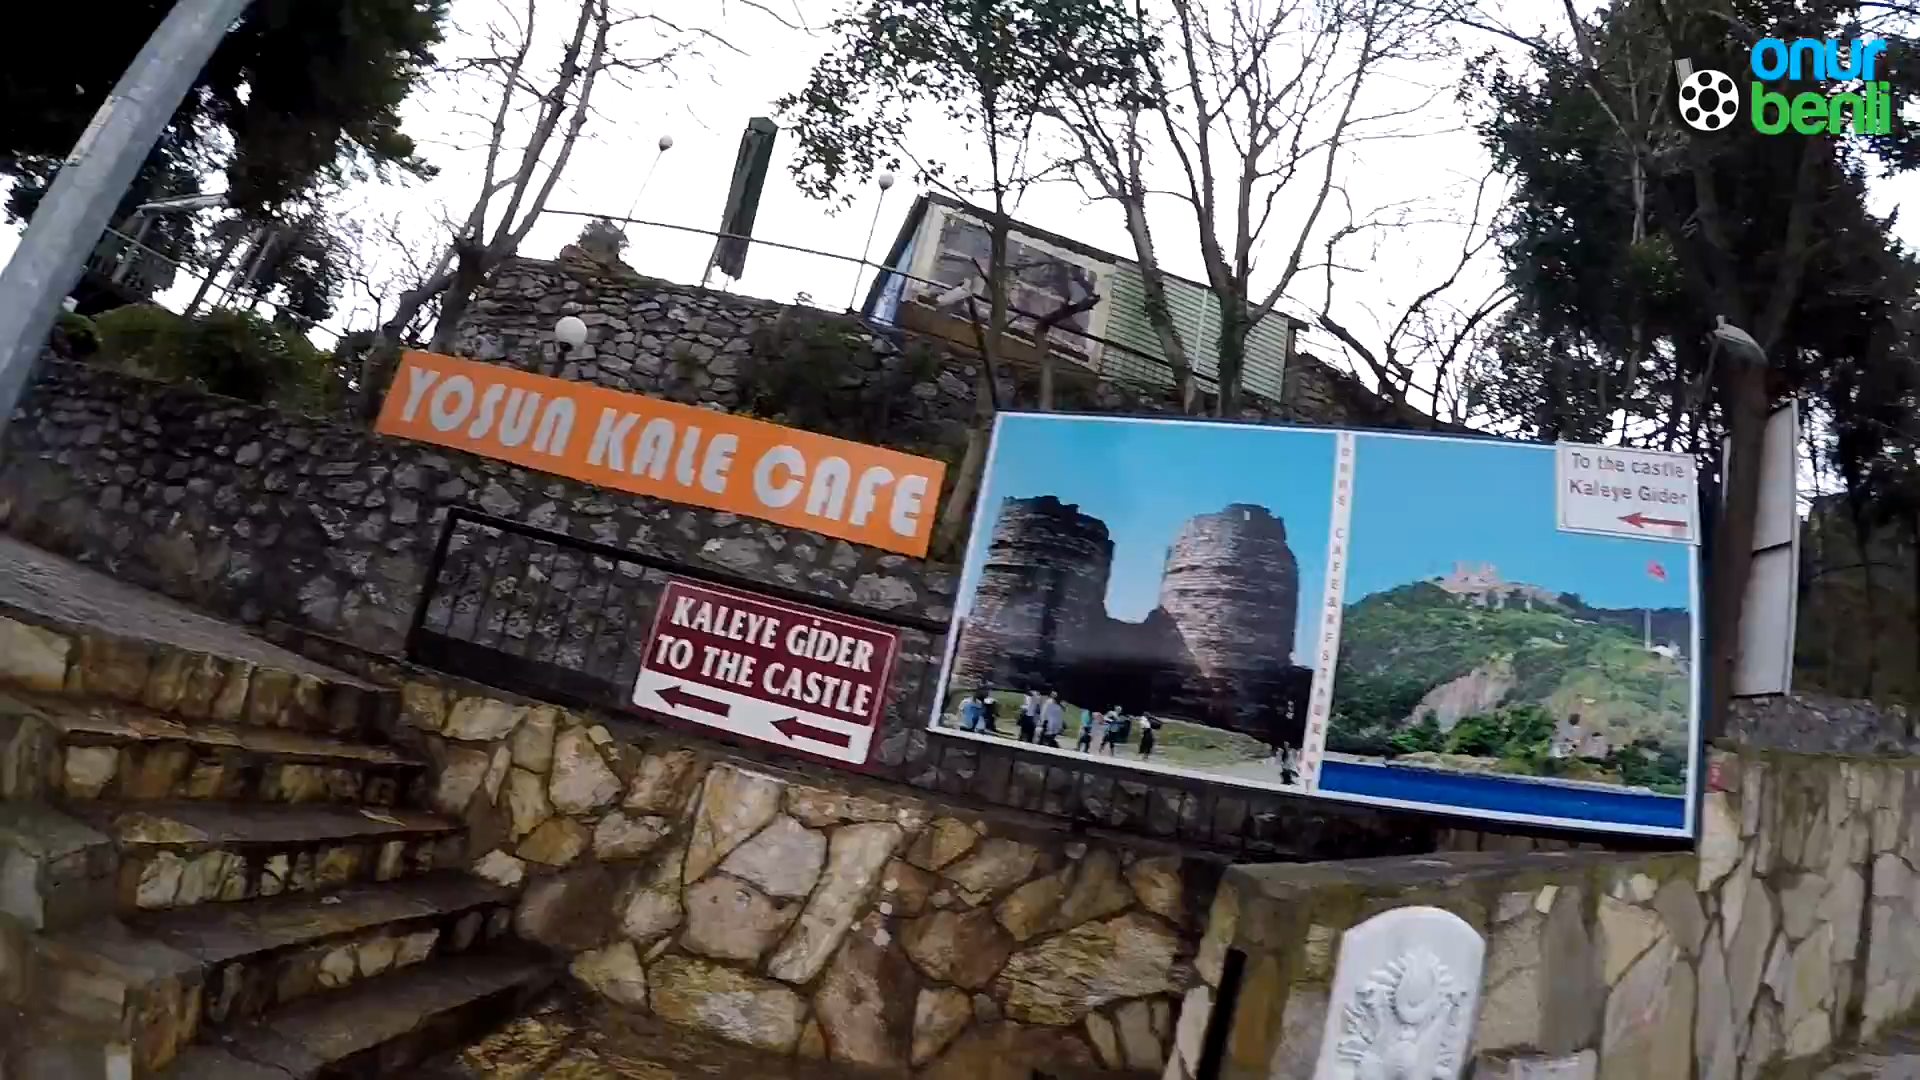 onur
benli
YOSUN KALE CAFE
To the castle
Kaleye Gider
KALEYE GİDER
TO THE CASTLE